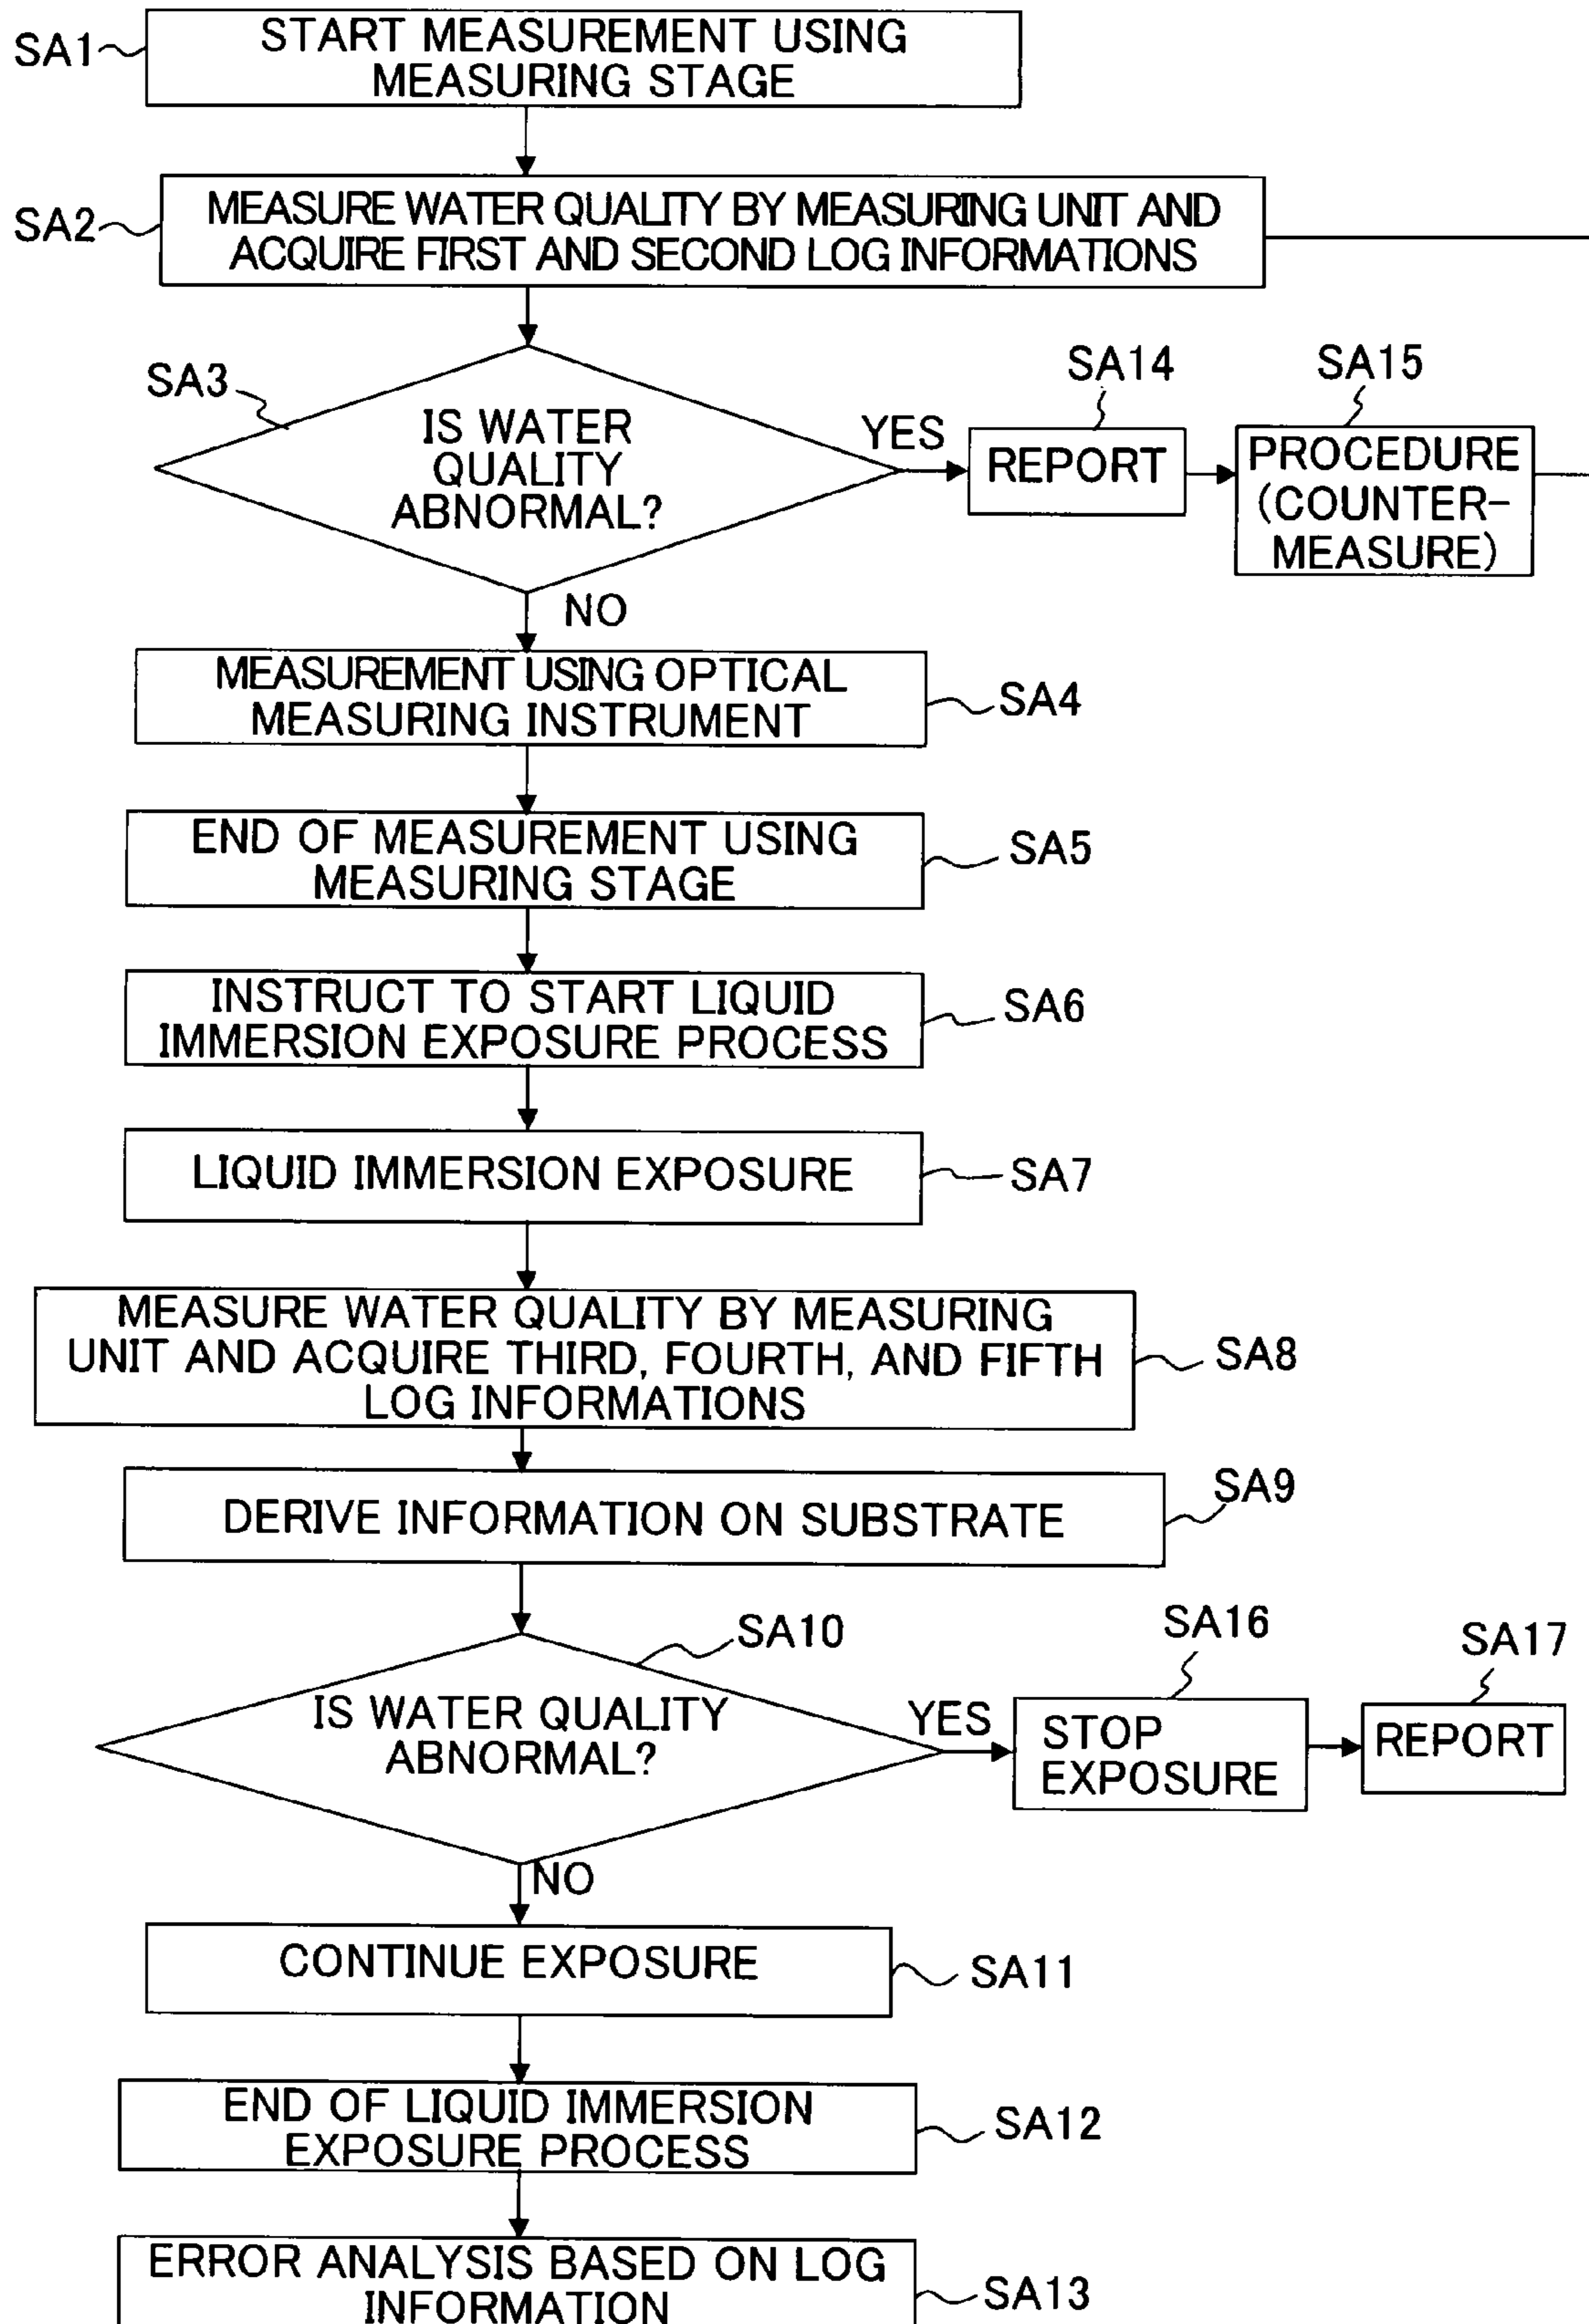 SA1
START MEASUREMENT USING
MEASURING STAGE
SA2
MEASURE WATER QUALITY BY MEASURING UNIT AND
ACQUIRE FIRST AND SECOND LOG INFORMATIONS
SA3
IS WATER
QUALITY
ABNORMAL?
YES
SA14
REPORT
SA15
PROCEDURE
(COUNTER-
MEASURE)
NO
MEASUREMENT USING OPTICAL
MEASURING INSTRUMENT
SA4
END OF MEASUREMENT USING
MEASURING STAGE
SA5
INSTRUCT TO START LIQUID
IMMERSION EXPOSURE PROCESS
SA6
LIQUID IMMERSION EXPOSURE
SA7
MEASURE WATER QUALITY BY MEASURING
UNIT AND ACQUIRE THIRD, FOURTH, AND FIFTH
LOG INFORMATIONS
SA8
DERIVE INFORMATION ON SUBSTRATE
SA9
SA10
IS WATER QUALITY
ABNORMAL?
YES
SA16
STOP
EXPOSURE
SA17
REPORT
NO
CONTINUE EXPOSURE
SA11
END OF LIQUID IMMERSION
EXPOSURE PROCESS
SA12
ERROR ANALYSIS BASED ON LOG
INFORMATION
SA13